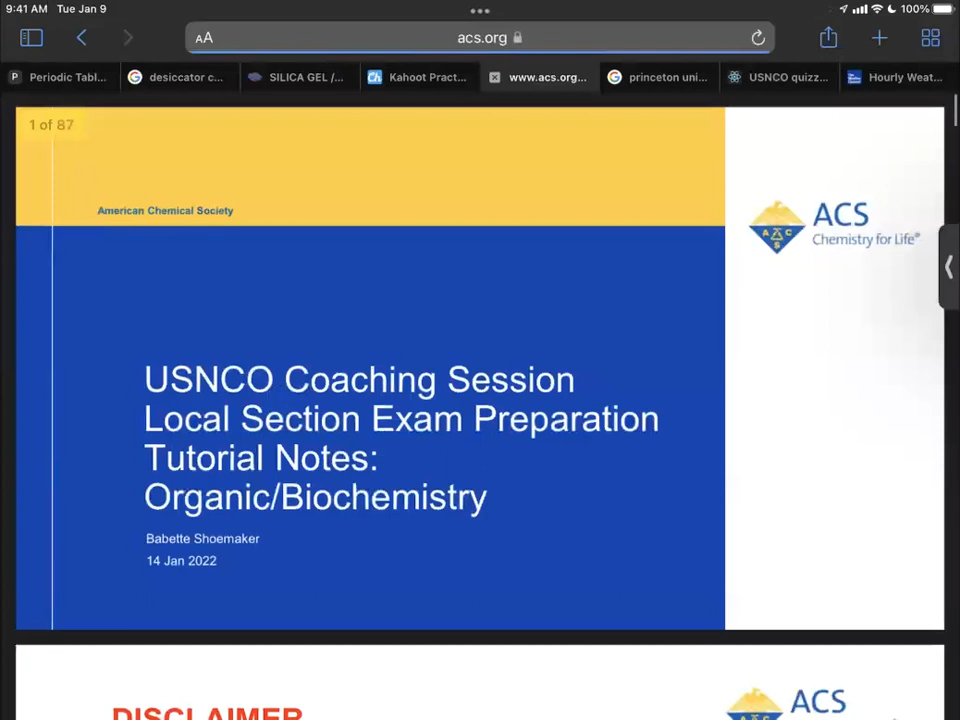 9:41 AM Tue Jan 9
100%
AA
acs.org
Periodic Tabl...
desiccator c...
SILICA GEL /...
Kahoot Pract...
www.acs.org...
princeton uni...
USNCO quizz...
Hourly Weat...
1 of 87
American Chemical Society
ACS
Chemistry for Life®
USNCO Coaching Session
Local Section Exam Preparation
Tutorial Notes:
Organic/Biochemistry
Babette Shoemaker
14 Jan 2022
DISCLAIMER
ACS